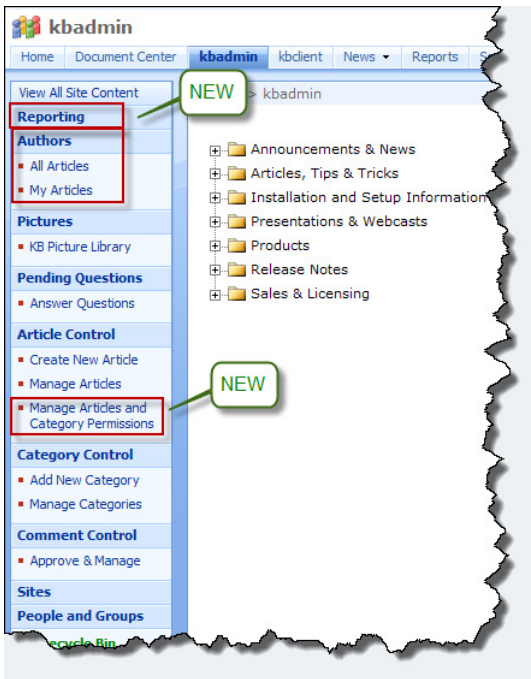 kbadmin
Home Document Center kbadmin kbclient News Reports
View All Site Content
NEW
> kbadmin
Reporting
Authors
All Articles
My Articles
Pictures
KB Picture Library
Pending Questions
Answer Questions
Article Control
Create New Article
Manage Articles
Manage Articles and
Category Permissions
NEW
Category Control
Add New Category
Manage Categories
Comment Control
Approve & Manage
Sites
People and Groups
Recycle Bin
Announcements & News
Articles, Tips & Tricks
Installation and Setup Information
Presentations & Webcasts
Products
Release Notes
Sales & Licensing